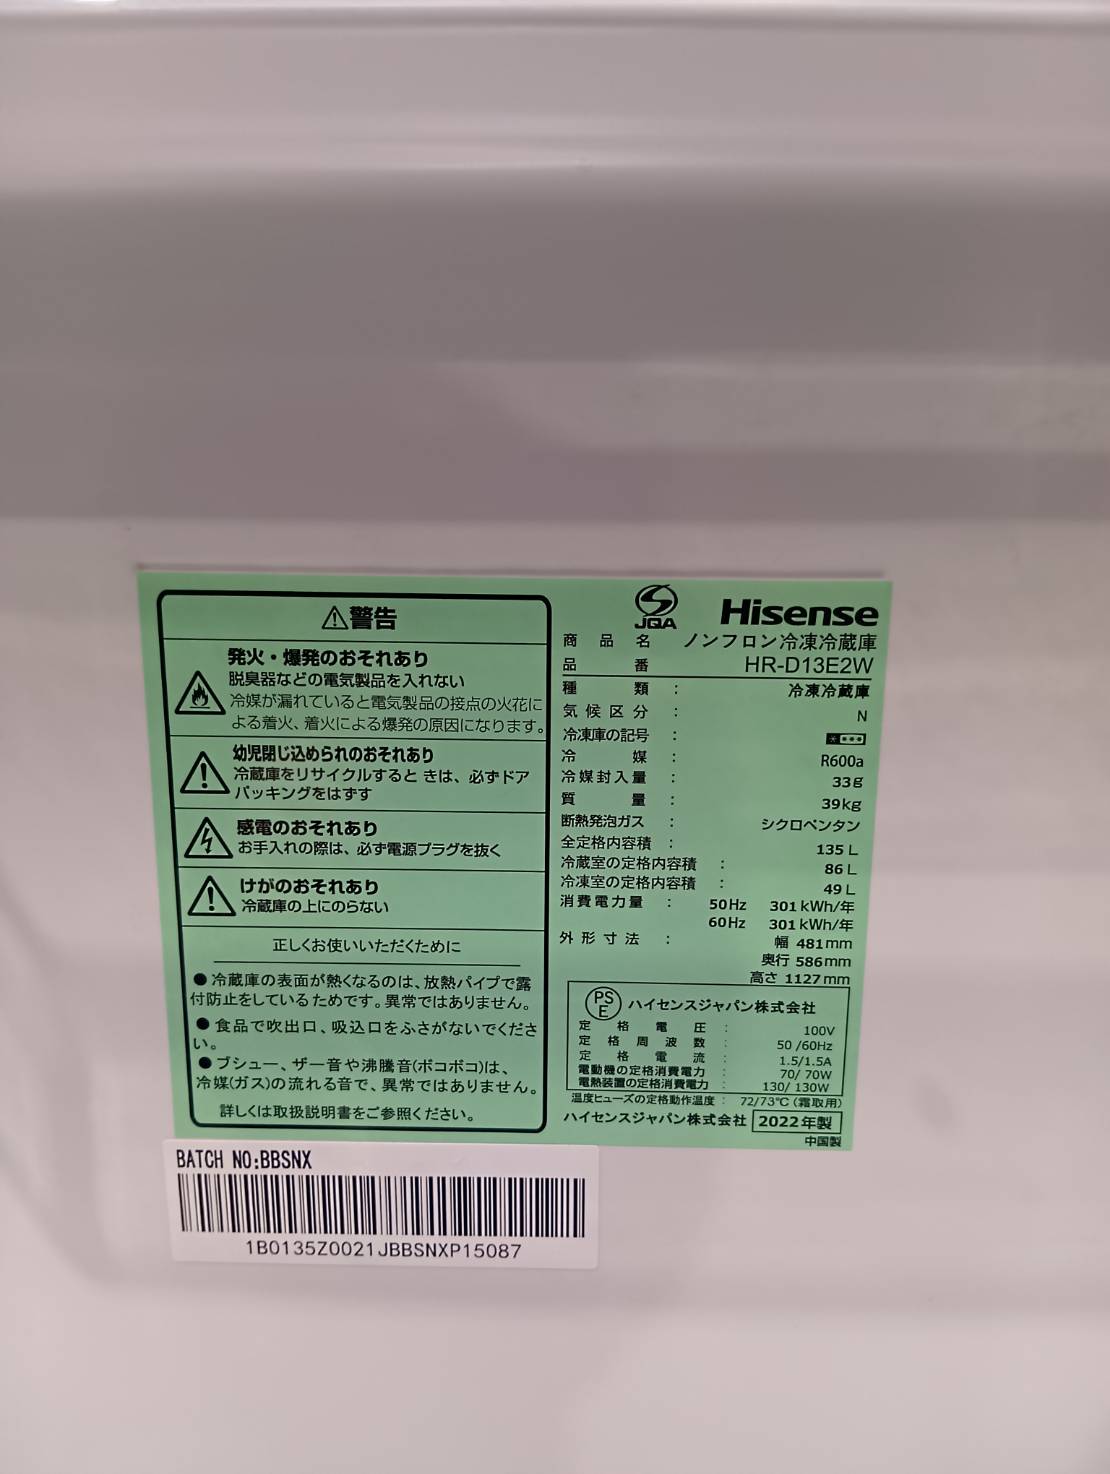 ⚠警告
発火・爆発のおそれあり
脱臭器などの電気製品を入れない
冷媒が漏れていると電気製品の接点の火花に
よる着火、着火による爆発の原因になります。
幼児閉じ込められのおそれあり
冷蔵庫をリサイクルすると きは、必ずドア
パッキングをはずす
感電のおそれあり
お手入れの際は、必ず電源プラグを抜く
けがのおそれあり
冷蔵庫の上にのらない
正しくお使いいただくために
●冷蔵庫の表面が熱くなるのは、放熱パイプで露
付防止をしているためです。異常ではありません。
●食品で吹出口、吸込口をふさがないでくださ
い。
●ブシュー、ザー音や沸騰音(ボコボコ)は、
冷媒(ガス)の流れる音で、異常ではありません。
詳しくは取扱説明書をご参照ください。
JQA
Hisense
商品名 ノンフロン冷凍冷蔵庫
品番 HR-D13E2W
種類 : 冷凍冷蔵庫
気候区分 : N
冷凍庫の記号 :
冷媒 : R600a
冷媒封入量 : 33g
質量 : 39kg
断熱発泡ガス : シクロペンタン
全定格内容積 : 135 L
冷蔵室の定格内容積 : 86 L
冷凍室の定格内容積 : 49 L
消費電力量 : 50Hz 301 kWh/年
60Hz 301 kWh/年
外形寸法 : 幅 481mm
奥行 586mm
高さ 1127mm
PSE ハイセンスジャパン株式会社
定格電圧 : 100V
定格周波数 : 50 /60Hz
定格電流 : 1.5/1.5A
電動機の定格消費電力 : 70/ 70W
電熱装置の定格消費電力 : 130/ 130W
温度ヒューズの定格動作温度 : 72/73℃ (霜取用)
ハイセンスジャパン株式会社 2022年製
中国製
BATCH NO:BBSNX
1B0135Z0021JBBSNXP15087